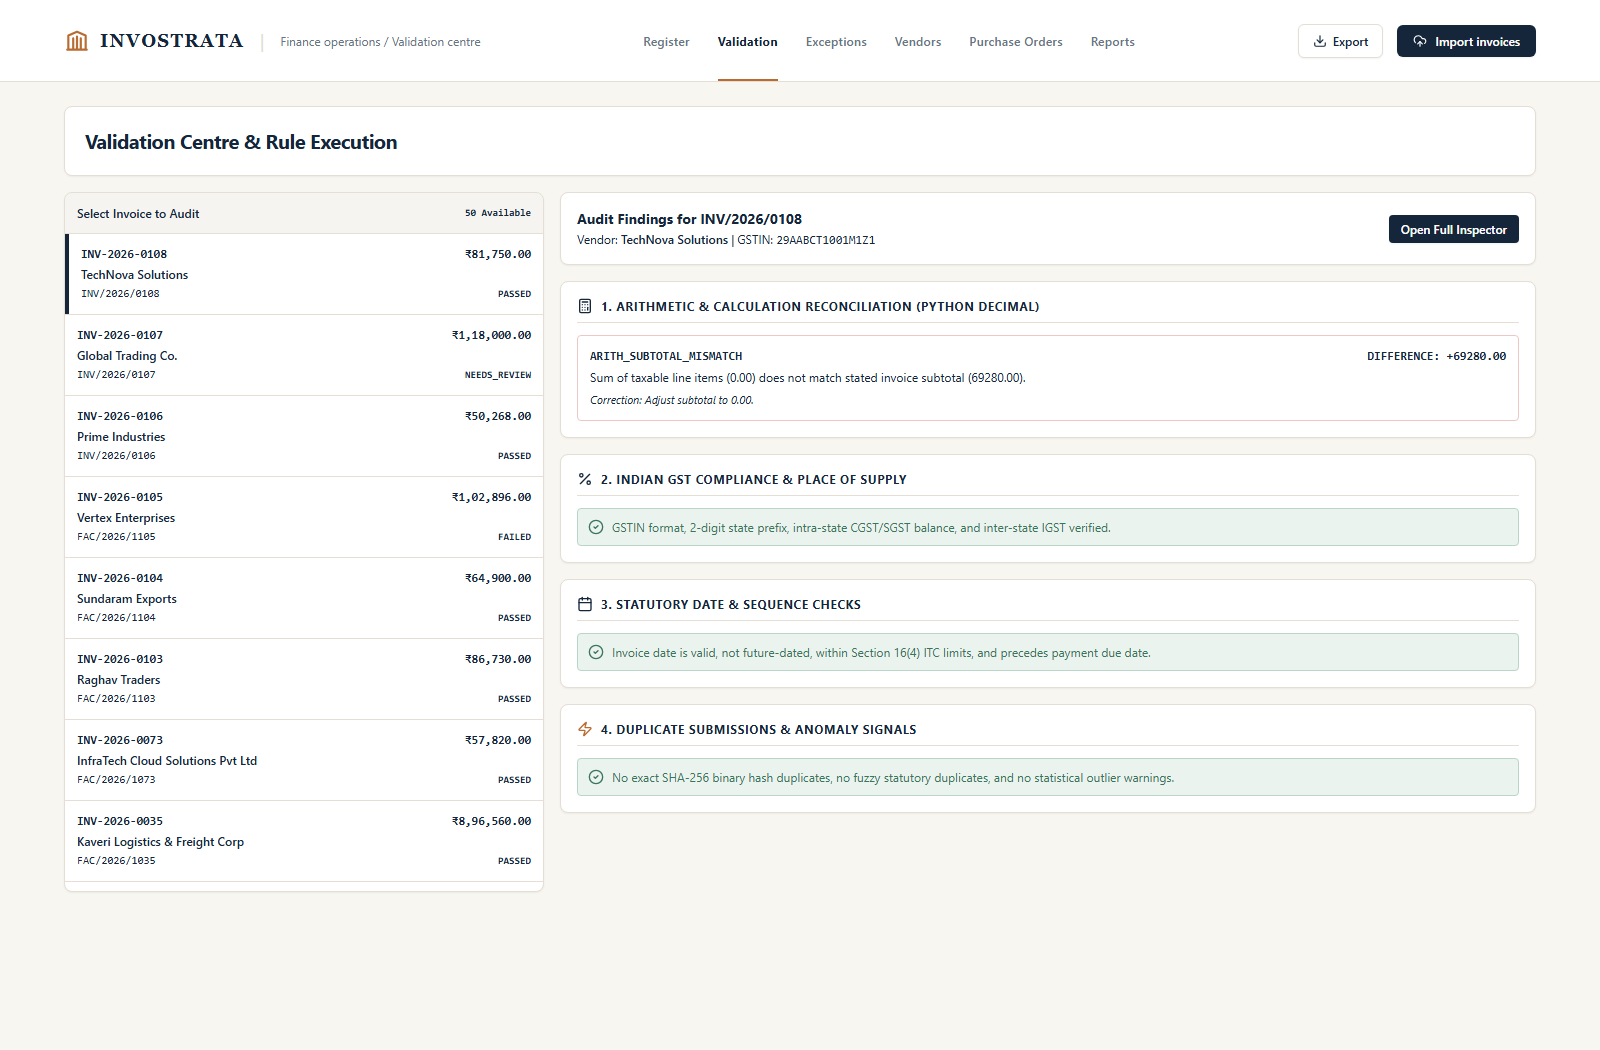 INVOSTRATA
Finance operations / Validation centre
Register
Validation
Exceptions
Vendors
Purchase Orders
Reports
Export
Import invoices
Validation Centre & Rule Execution
Select Invoice to Audit
50 Available
INV-2026-0108
₹81,750.00
TechNova Solutions
INV/2026/0108
PASSED
INV-2026-0107
₹1,18,000.00
Global Trading Co.
INV/2026/0107
NEEDS_REVIEW
INV-2026-0106
₹50,268.00
Prime Industries
INV/2026/0106
PASSED
INV-2026-0105
₹1,02,896.00
Vertex Enterprises
FAC/2026/1105
FAILED
INV-2026-0104
₹64,900.00
Sundaram Exports
FAC/2026/1104
PASSED
INV-2026-0103
₹86,730.00
Raghav Traders
FAC/2026/1103
PASSED
INV-2026-0073
₹57,820.00
InfraTech Cloud Solutions Pvt Ltd
FAC/2026/1073
PASSED
INV-2026-0035
₹8,96,560.00
Kaveri Logistics & Freight Corp
FAC/2026/1035
PASSED
Audit Findings for INV/2026/0108
Vendor: TechNova Solutions | GSTIN: 29AABCT1001M1Z1
Open Full Inspector
1. ARITHMETIC & CALCULATION RECONCILIATION (PYTHON DECIMAL)
ARITH_SUBTOTAL_MISMATCH
DIFFERENCE: +69280.00
Sum of taxable line items (0.00) does not match stated invoice subtotal (69280.00).
Correction: Adjust subtotal to 0.00.
2. INDIAN GST COMPLIANCE & PLACE OF SUPPLY
GSTIN format, 2-digit state prefix, intra-state CGST/SGST balance, and inter-state IGST verified.
3. STATUTORY DATE & SEQUENCE CHECKS
Invoice date is valid, not future-dated, within Section 16(4) ITC limits, and precedes payment due date.
4. DUPLICATE SUBMISSIONS & ANOMALY SIGNALS
No exact SHA-256 binary hash duplicates, no fuzzy statutory duplicates, and no statistical outlier warnings.